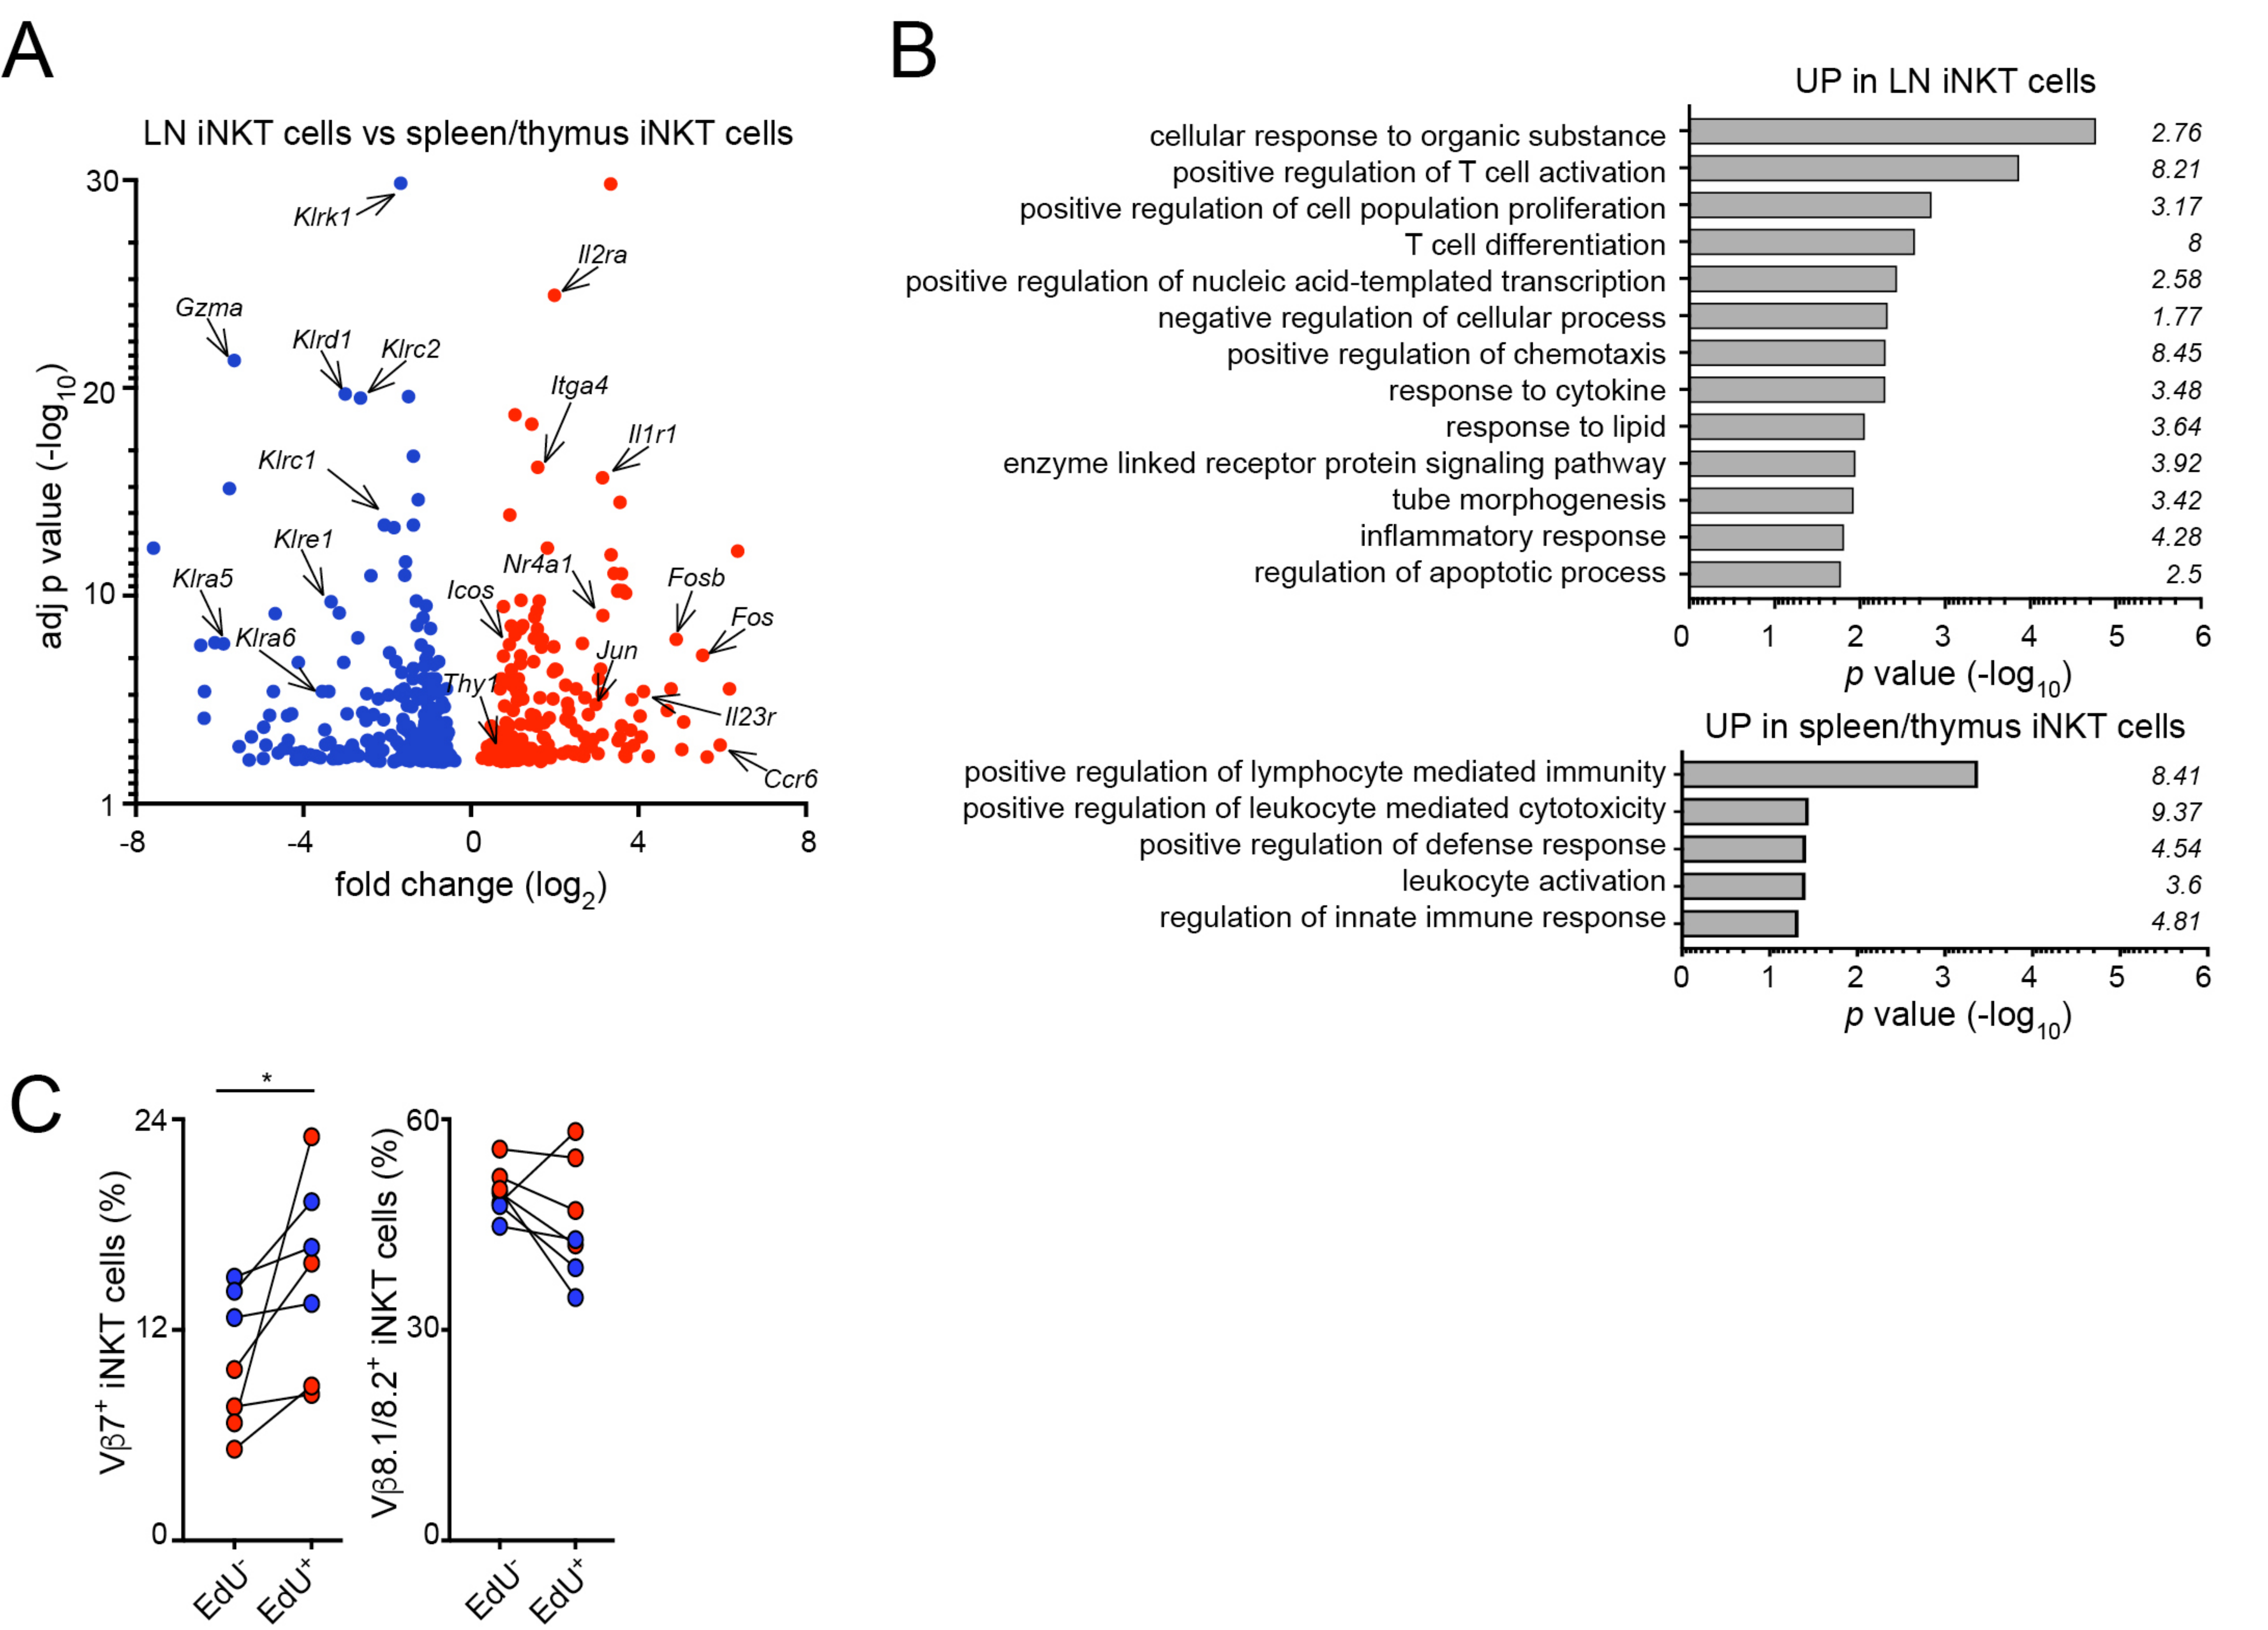 A
LN iNKT cells vs spleen/thymus iNKT cells
adj p value (-log10)
30
20
10
1
Klrk1
Il2ra
Gzma
Klrd1
Klrc2
Itga4
Il1r1
Klrc1
Klre1
Nr4a1
Klra5
Icos
Fosb
Fos
Klra6
Jun
Thy1
Il23r
Ccr6
-8
-4
0
4
8
fold change (log2)
B
UP in LN iNKT cells
cellular response to organic substance 2.76
positive regulation of T cell activation 8.21
positive regulation of cell population proliferation 3.17
T cell differentiation 8
positive regulation of nucleic acid-templated transcription 2.58
negative regulation of cellular process 1.77
positive regulation of chemotaxis 8.45
response to cytokine 3.48
response to lipid 3.64
enzyme linked receptor protein signaling pathway 3.92
tube morphogenesis 3.42
inflammatory response 4.28
regulation of apoptotic process 2.5
0 1 2 3 4 5 6
p value (-log10)
UP in spleen/thymus iNKT cells
positive regulation of lymphocyte mediated immunity 8.41
positive regulation of leukocyte mediated cytotoxicity 9.37
positive regulation of defense response 4.54
leukocyte activation 3.6
regulation of innate immune response 4.81
0 1 2 3 4 5 6
p value (-log10)
C
*
Vβ7+ iNKT cells (%)
24
12
0
EdU-
EdU+
Vβ8.1/8.2+ iNKT cells (%)
60
30
0
EdU-
EdU+